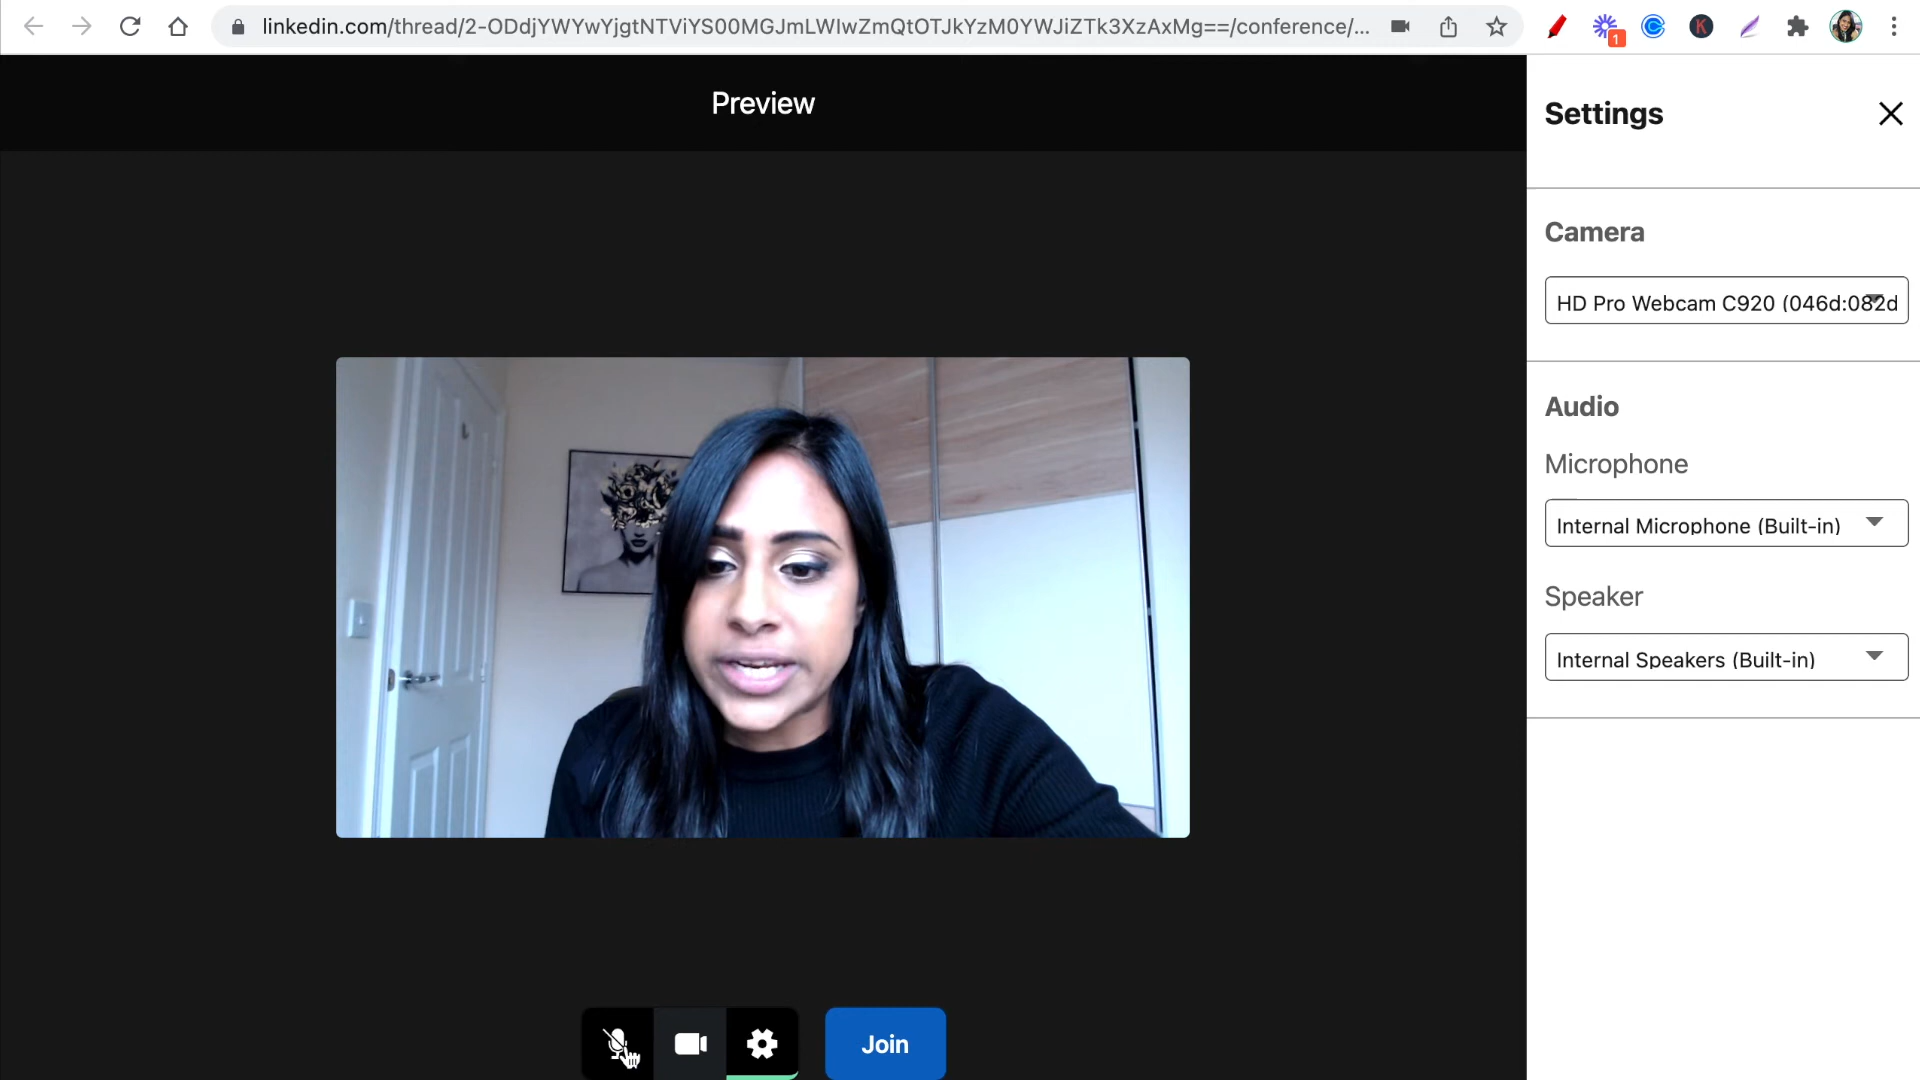 linkedin.com/thread/2-ODdjYWYwYjgtNTViYS00MGJmLWIwZmQtOTJkYzM0YWJiZTk3XzAxMg==/conference/...
1
K
Preview
Settings
Camera
HD Pro Webcam C920 (046d:082d
Audio
Microphone
Internal Microphone (Built-in)
Speaker
Internal Speakers (Built-in)
Join